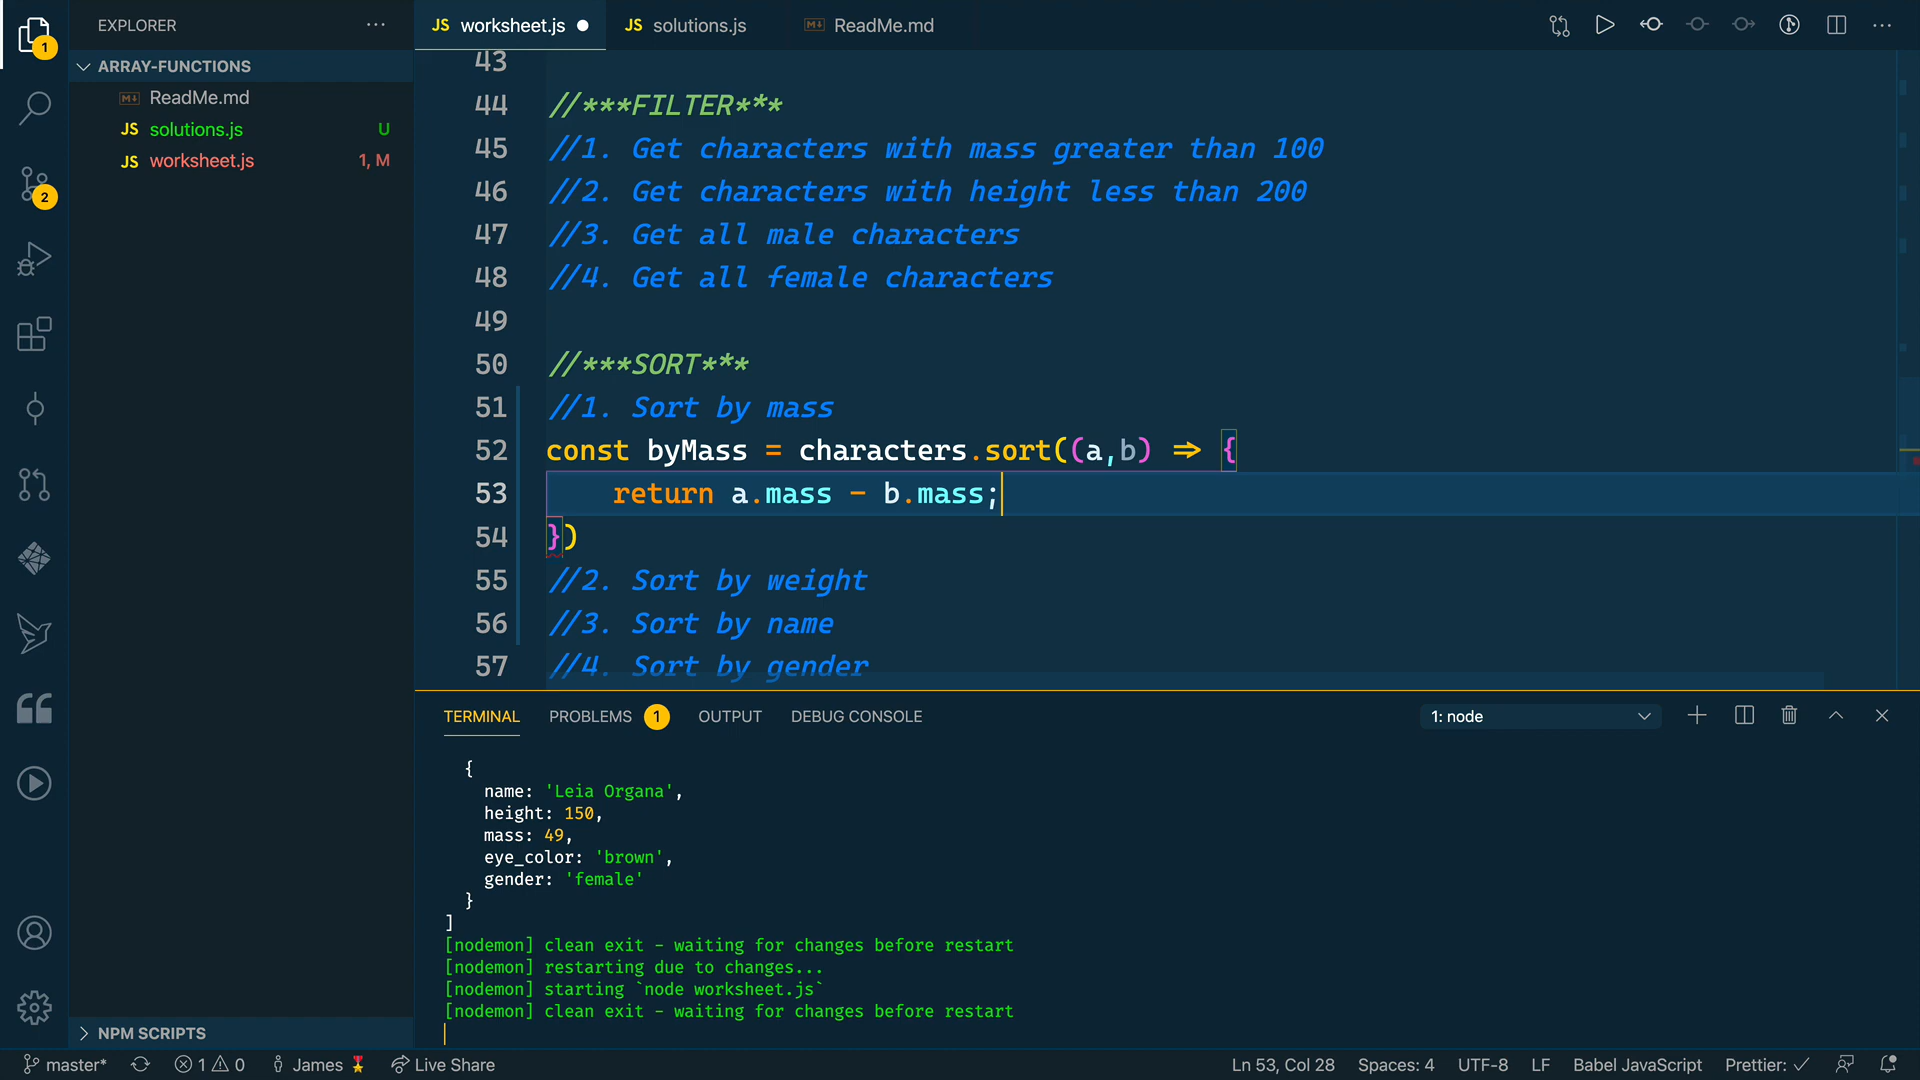 EXPLORER
ARRAY-FUNCTIONS
ReadMe.md
JS solutions.js U
JS worksheet.js 1, M
NPM SCRIPTS
1
2
JS worksheet.js
JS solutions.js
ReadMe.md
43
44 //***FILTER***
45 //1. Get characters with mass greater than 100
46 //2. Get characters with height less than 200
47 //3. Get all male characters
48 //4. Get all female characters
49
50 //***SORT***
51 //1. Sort by mass
52 const byMass = characters.sort((a,b) => {
53 return a.mass - b.mass;
54 })
55 //2. Sort by weight
56 //3. Sort by name
57 //4. Sort by gender
TERMINAL PROBLEMS 1 OUTPUT DEBUG CONSOLE 1: node
{
name: 'Leia Organa',
height: 150,
mass: 49,
eye_color: 'brown',
gender: 'female'
}
]
[nodemon] clean exit - waiting for changes before restart
[nodemon] restarting due to changes...
[nodemon] starting `node worksheet.js`
[nodemon] clean exit - waiting for changes before restart
master* 1 0 James Live Share Ln 53, Col 28 Spaces: 4 UTF-8 LF Babel JavaScript Prettier: ✓